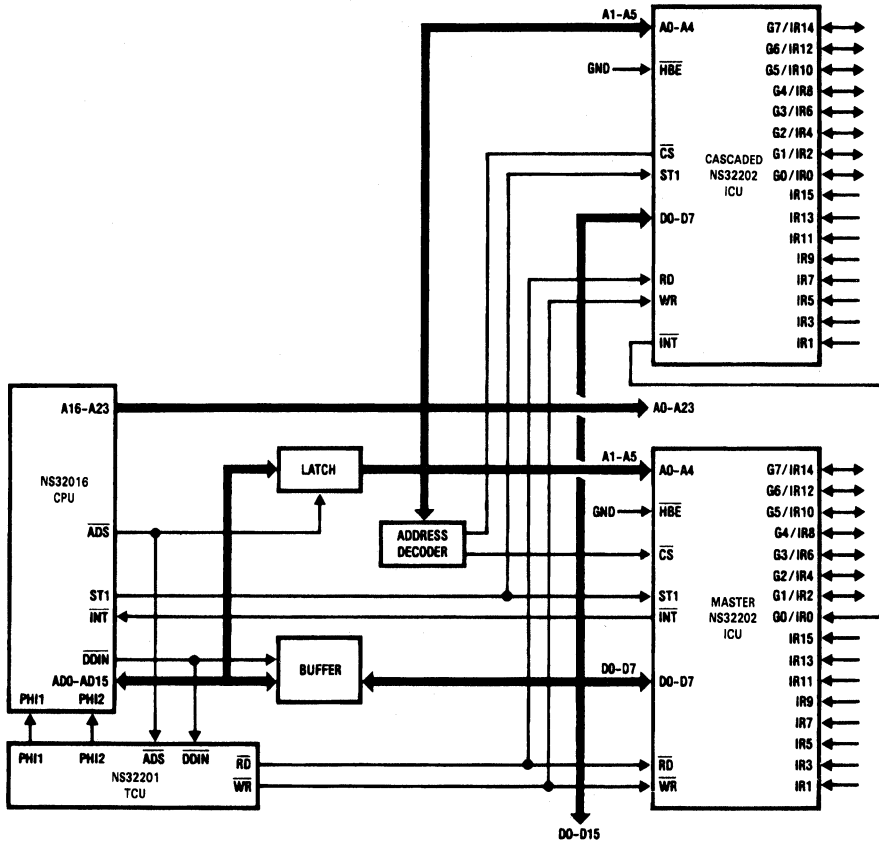 A1-A5
A0-A4
G7/IR14
G6/IR12
GND
HBE
G5/IR10
G4/IR8
G3/IR6
G2/IR4
CS
CASCADED
NS32202
ICU
G1/IR2
ST1
G0/IR0
IR15
D0-D7
IR13
IR11
IR9
RD
IR7
WR
IR5
IR3
INT
IR1
A16-A23
A0-A23
NS32016
CPU
LATCH
A1-A5
A0-A4
G7/IR14
G6/IR12
GND
HBE
G5/IR10
ADS
ADDRESS
DECODER
G4/IR8
CS
G3/IR6
G2/IR4
ST1
ST1
MASTER
NS32202
ICU
G1/IR2
INT
INT
G0/IR0
IR15
DDIN
BUFFER
IR13
AD0-AD15
D0-D7
D0-D7
IR11
PHI1
PHI2
IR9
IR7
IR5
PHI1
PHI2
ADS
DDIN
RD
RD
IR3
NS32201
TCU
WR
WR
IR1
D0-D15